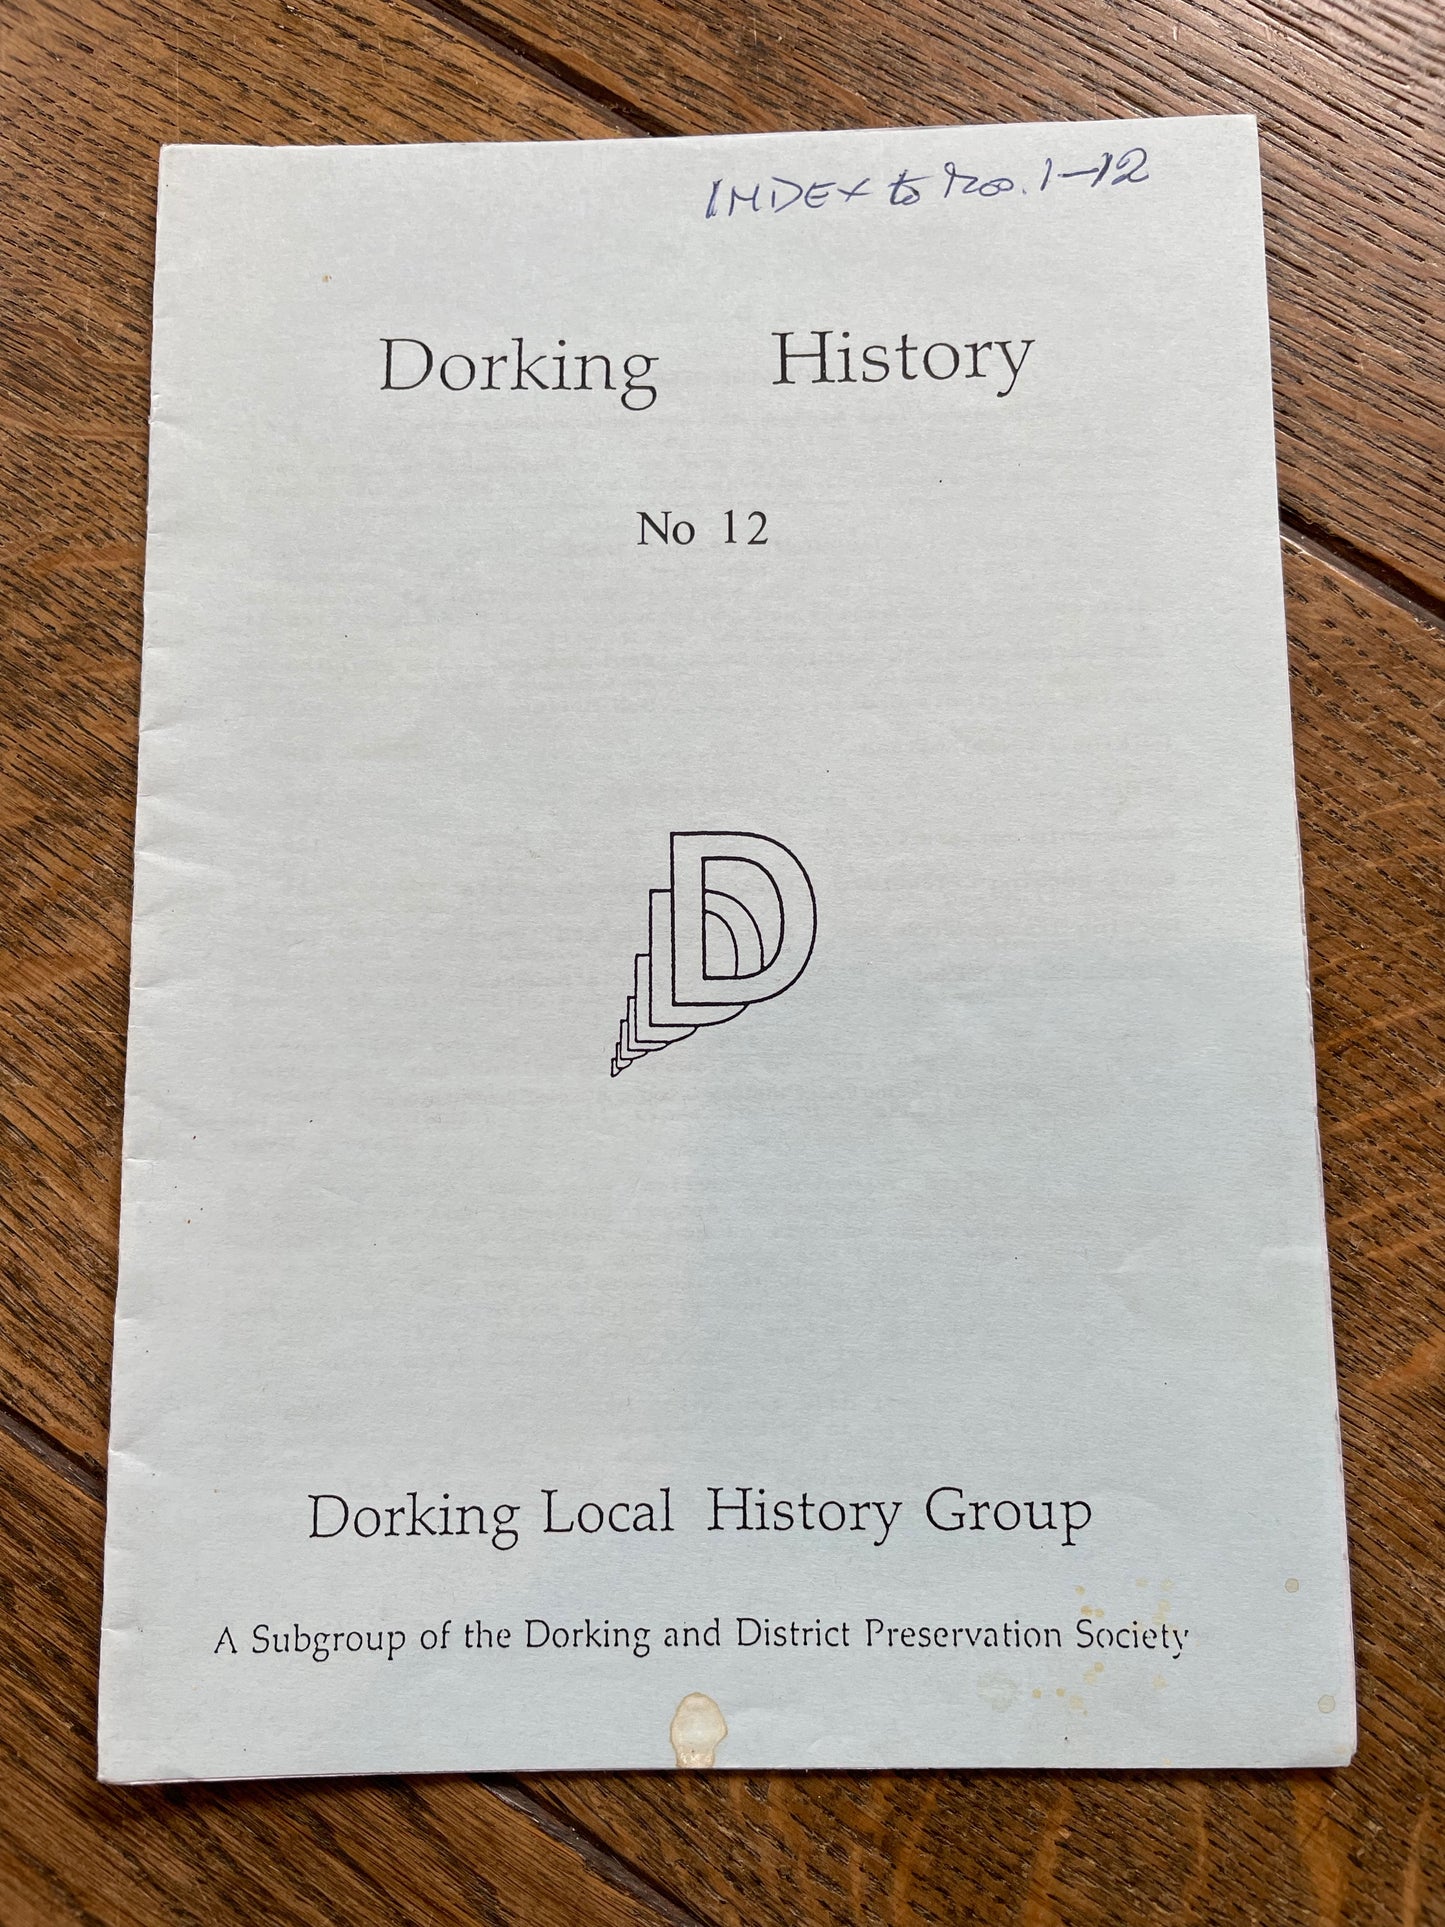 INDEX to Nos. 1-12
Dorking History
No 12
D
Dorking Local History Group
A Subgroup of the Dorking and District Preservation Society